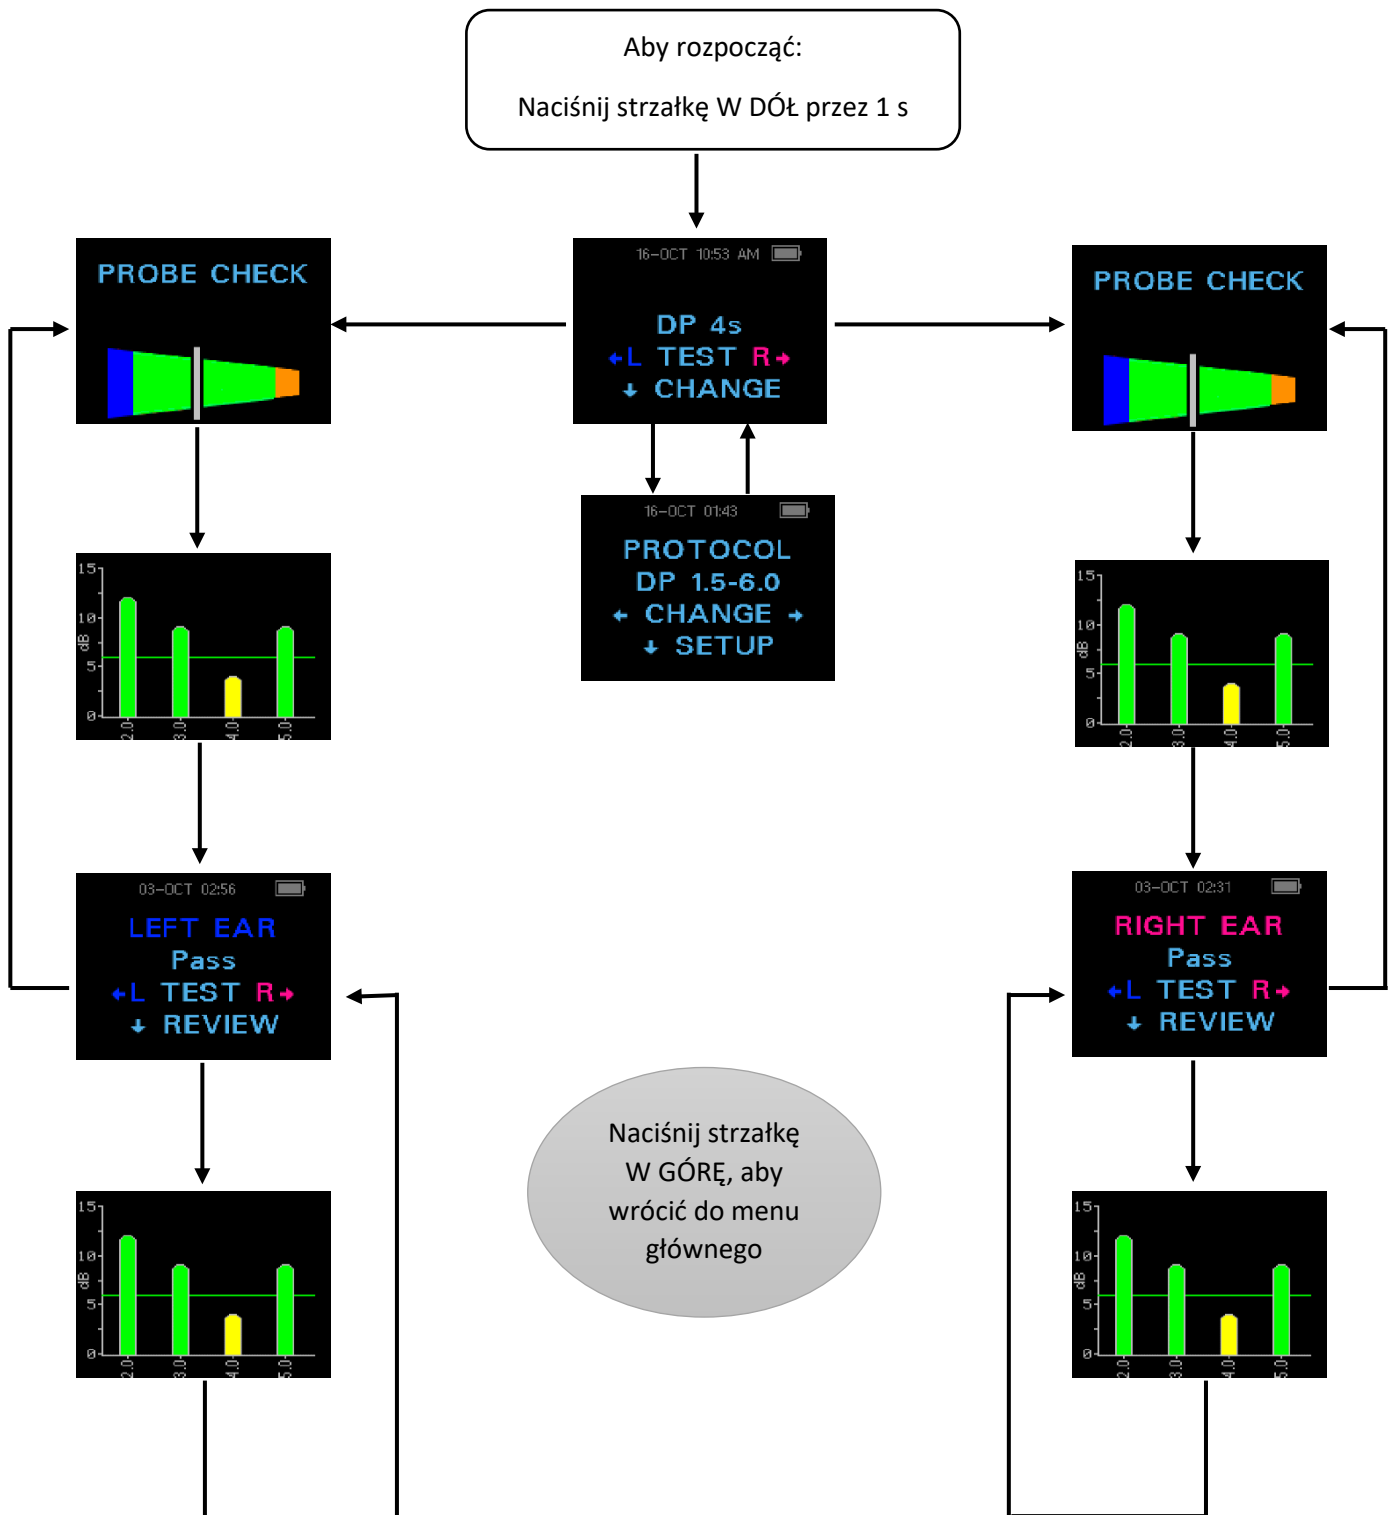 Aby rozpocząć:
Naciśnij strzałkę W DÓŁ przez 1 s
PROBE CHECK
16-OCT 10:53 AM
DP 4s
←L TEST R→
↓ CHANGE
PROBE CHECK
16-OCT 01:43
PROTOCOL
DP 1.5-6.0
← CHANGE →
↓ SETUP
15
10
dB
5
0
2.0
3.0
4.0
5.0
15
10
dB
5
0
2.0
3.0
4.0
5.0
03-OCT 02:56
LEFT EAR
Pass
←L TEST R→
↓ REVIEW
03-OCT 02:31
RIGHT EAR
Pass
←L TEST R→
↓ REVIEW
Naciśnij strzałkę
W GÓRĘ, aby
wrócić do menu
głównego
15
10
dB
5
0
2.0
3.0
4.0
5.0
15
10
dB
5
0
2.0
3.0
4.0
5.0